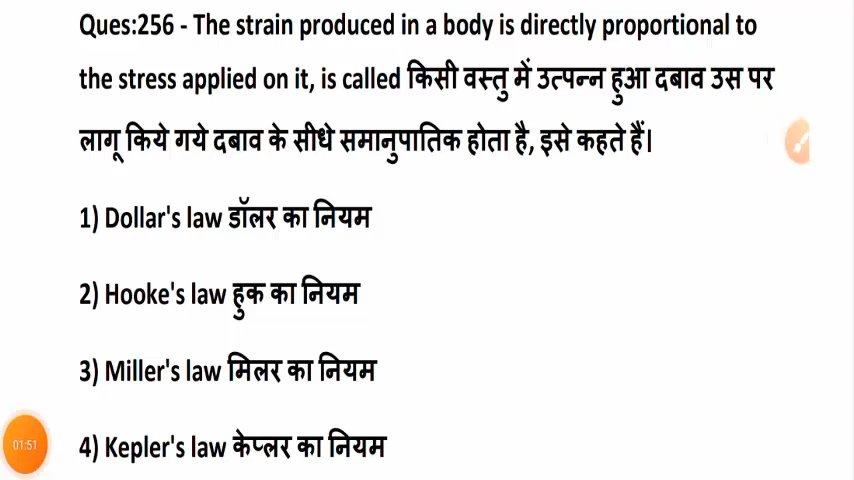 Ques:256 - The strain produced in a body is directly proportional to
the stress applied on it, is called किसी वस्तु में उत्पन्न हुआ दबाव उस पर
लागू किये गये दबाव के सीधे समानुपातिक होता है, इसे कहते हैं।
1) Dollar's law डॉलर का नियम
2) Hooke's law हुक का नियम
3) Miller's law मिलर का नियम
4) Kepler's law केप्लर का नियम
01:51